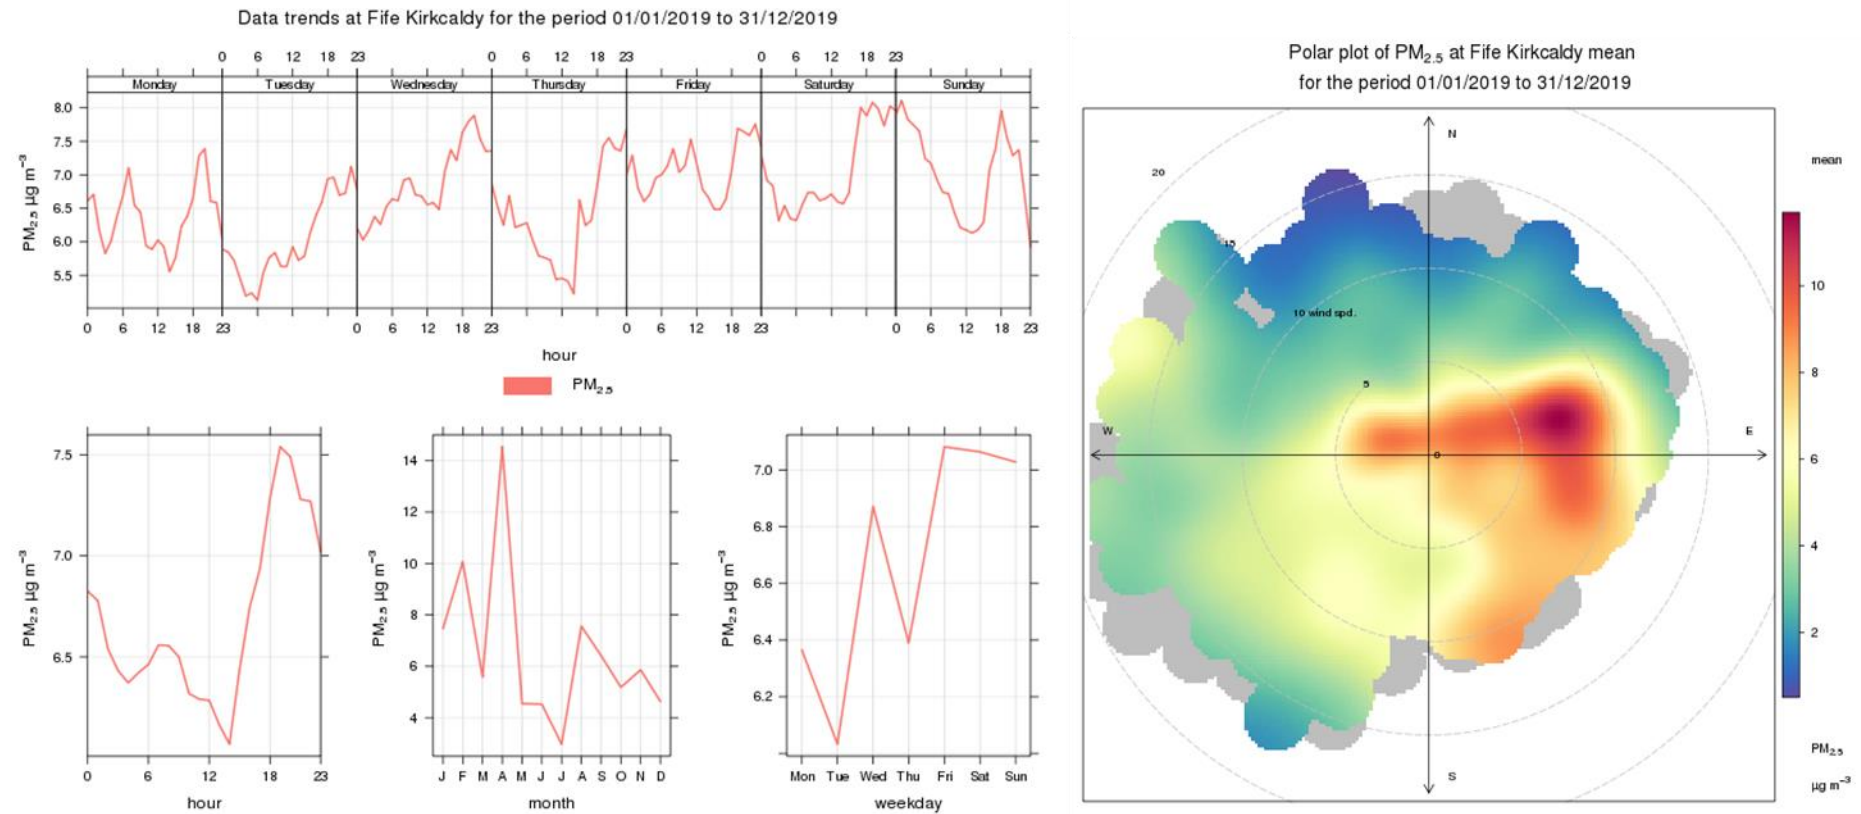 Data trends at Fife Kirkcaldy for the period 01/01/2019 to 31/12/2019
0 6 12 18 23 0 6 12 18 23 0 6 12 18 23
Monday Tuesday Wednesday Thursday Friday Saturday Sunday
8.0
7.5
7.0
6.5
6.0
5.5
PM2.5 µg m−3
0 6 12 18 23 0 6 12 18 23 0 6 12 18 23 0 6 12 18 23
hour
PM2.5
7.5
7.0
6.5
PM2.5 µg m−3
0 6 12 18 23
hour
14
12
10
8
6
4
PM2.5 µg m−3
J F M A M J J A S O N D
month
7.0
6.8
6.6
6.4
6.2
PM2.5 µg m−3
Mon Tue Wed Thu Fri Sat Sun
weekday
Polar plot of PM2.5 at Fife Kirkcaldy mean
for the period 01/01/2019 to 31/12/2019
N
20
15
10 wind spd.
5
W
E
0
S
mean
10
8
6
4
2
PM2.5
µg m−3